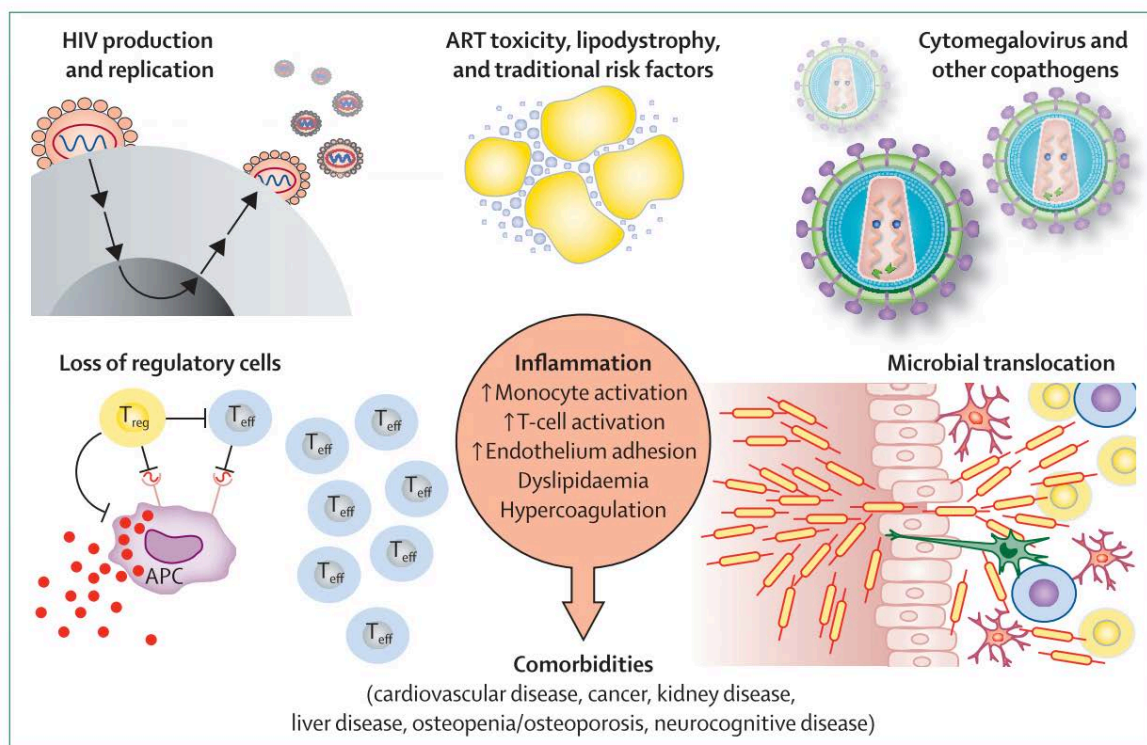 HIV production
and replication
ART toxicity, lipodystrophy,
and traditional risk factors
Cytomegalovirus and
other copathogens
Loss of regulatory cells
Treg
Teff
APC
Teff
Teff
Teff
Teff
Teff
Teff
Teff
Teff
Inflammation
↑Monocyte activation
↑T-cell activation
↑Endothelium adhesion
Dyslipidaemia
Hypercoagulation
Microbial translocation
Comorbidities
(cardiovascular disease, cancer, kidney disease,
liver disease, osteopenia/osteoporosis, neurocognitive disease)